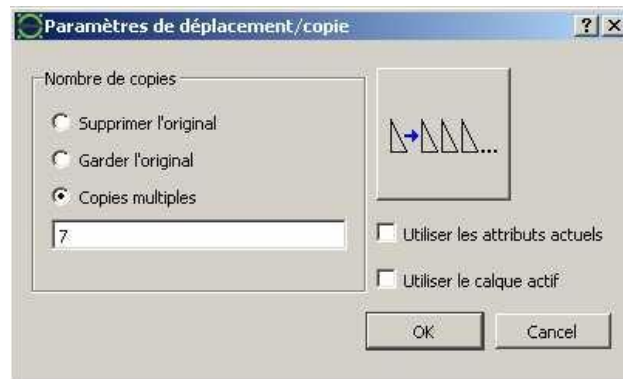 Paramètres de déplacement/copie
Nombre de copies
Supprimer l'original
Garder l'original
Copies multiples
7
Utiliser les attributs actuels
Utiliser le calque actif
OK
Cancel